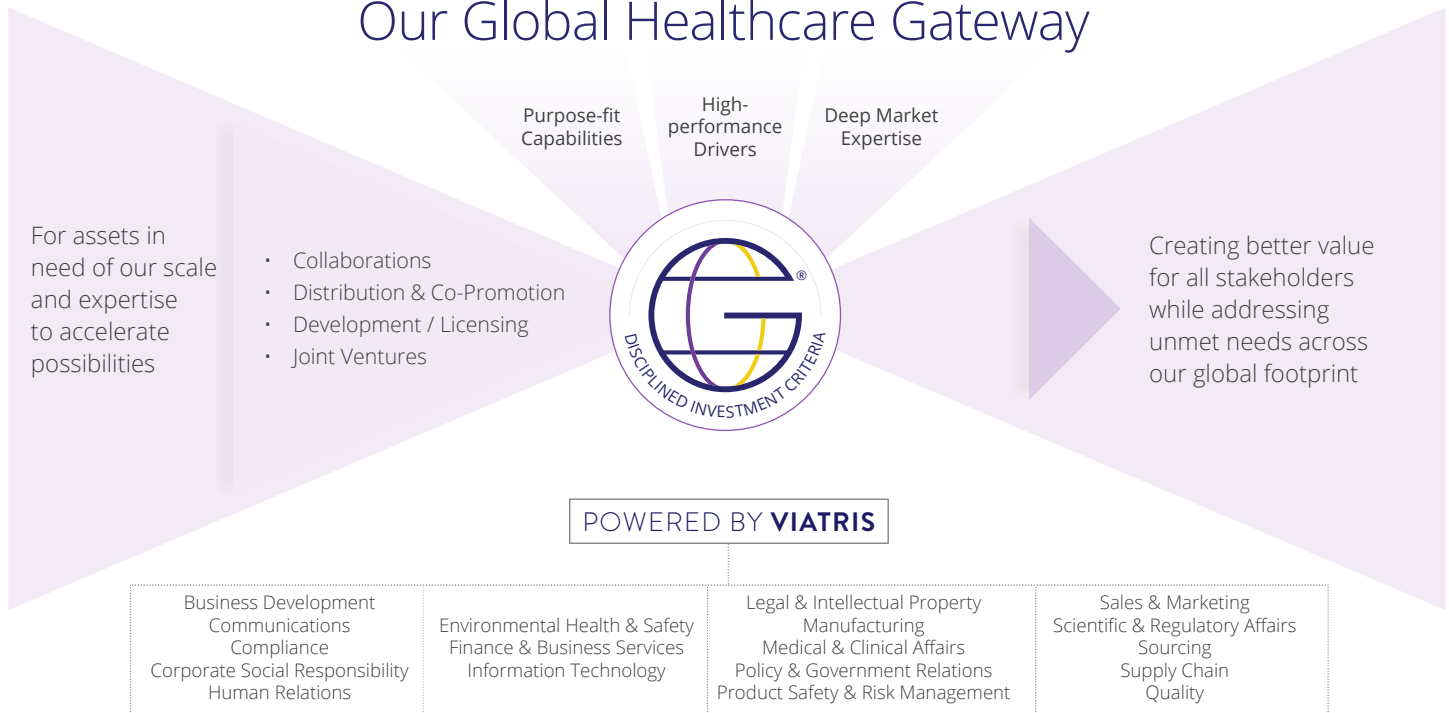 Our Global Healthcare Gateway
Purpose-fit
Capabilities
High-
performance
Drivers
Deep Market
Expertise
For assets in
need of our scale
and expertise
to accelerate
possibilities
• Collaborations
• Distribution & Co-Promotion
• Development / Licensing
• Joint Ventures
G®
DISCIPLINED INVESTMENT CRITERIA
Creating better value
for all stakeholders
while addressing
unmet needs across
our global footprint
POWERED BY VIATRIS
Business Development
Communications
Compliance
Corporate Social Responsibility
Human Relations
Environmental Health & Safety
Finance & Business Services
Information Technology
Legal & Intellectual Property
Manufacturing
Medical & Clinical Affairs
Policy & Government Relations
Product Safety & Risk Management
Sales & Marketing
Scientific & Regulatory Affairs
Sourcing
Supply Chain
Quality